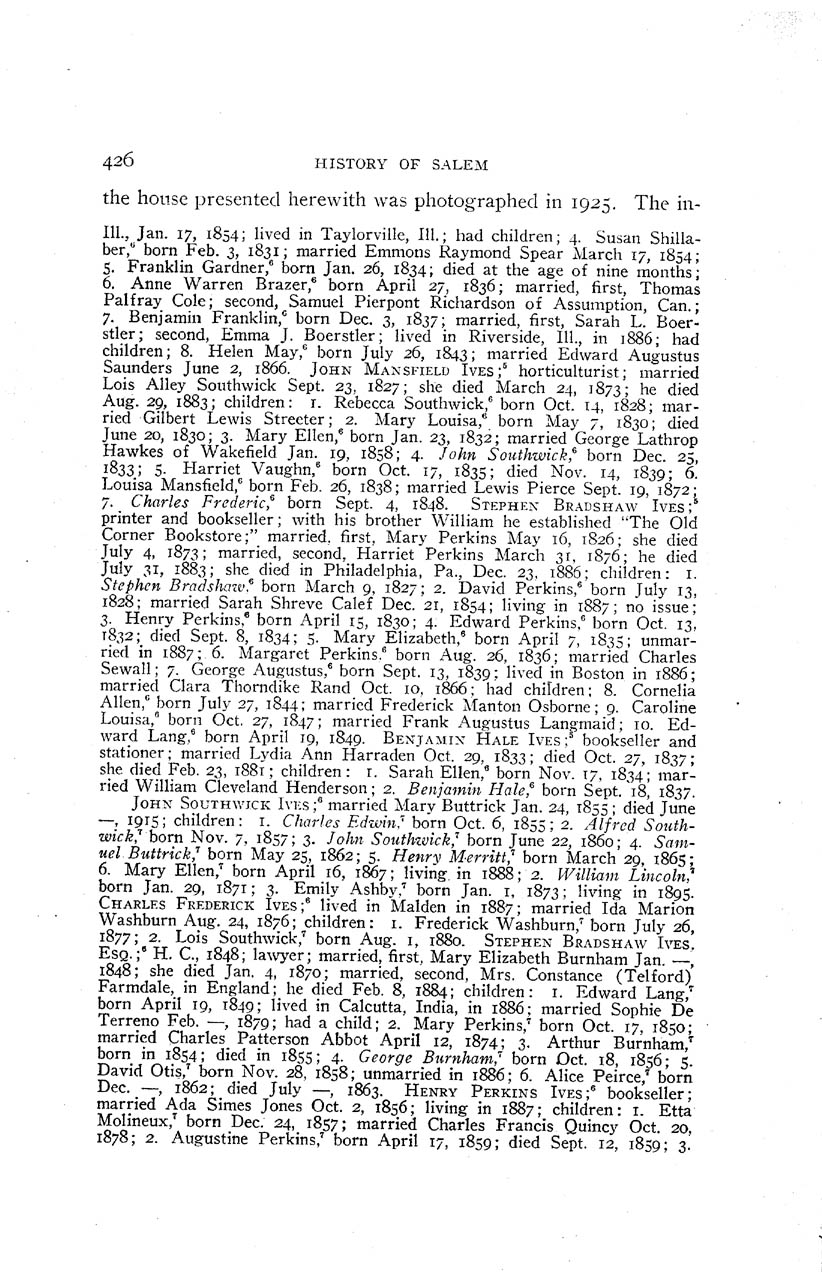 426 HISTORY OF SALEM
the house presented herewith was photographed in 1925. The in-
Ill., Jan. 17, 1854; lived in Taylorville, Ill.; had children; 4. Susan Shilla-
ber,⁶ born Feb. 3, 1831; married Emmons Raymond Spear March 17, 1854;
5. Franklin Gardner,⁶ born Jan. 26, 1834; died at the age of nine months;
6. Anne Warren Brazer,⁶ born April 27, 1836; married, first, Thomas
Palfray Cole; second, Samuel Pierpont Richardson of Assumption, Can.;
7. Benjamin Franklin,⁶ born Dec. 3, 1837; married, first, Sarah L. Boer-
stler; second, Emma J. Boerstler; lived in Riverside, Ill., in 1886; had
children; 8. Helen May,⁶ born July 26, 1843; married Edward Augustus
Saunders June 2, 1866. JOHN MANSFIELD IVES;⁵ horticulturist; married
Lois Alley Southwick Sept. 23, 1827; she died March 24, 1873; he died
Aug. 29, 1883; children: 1. Rebecca Southwick,⁶ born Oct. 14, 1828; mar-
ried Gilbert Lewis Streeter; 2. Mary Louisa,⁶ born May 7, 1830; died
June 20, 1830; 3. Mary Ellen,⁶ born Jan. 23, 1832; married George Lathrop
Hawkes of Wakefield Jan. 19, 1858; 4. John Southwick,⁶ born Dec. 25,
1833; 5. Harriet Vaughn,⁶ born Oct. 17, 1835; died Nov. 14, 1839; 6.
Louisa Mansfield,⁶ born Feb. 26, 1838; married Lewis Pierce Sept. 19, 1872;
7. Charles Frederic,⁶ born Sept. 4, 1848. STEPHEN BRADSHAW IVES;⁵
printer and bookseller; with his brother William he established "The Old
Corner Bookstore;" married, first, Mary Perkins May 16, 1826; she died
July 4, 1873; married, second, Harriet Perkins March 31, 1876; he died
July 31, 1883; she died in Philadelphia, Pa., Dec. 23, 1886; children: 1.
Stephen Bradshaw,⁶ born March 9, 1827; 2. David Perkins,⁶ born July 13,
1828; married Sarah Shreve Calef Dec. 21, 1854; living in 1887; no issue;
3. Henry Perkins,⁶ born April 15, 1830; 4. Edward Perkins,⁶ born Oct. 13,
1832; died Sept. 8, 1834; 5. Mary Elizabeth,⁶ born April 7, 1835; unmar-
ried in 1887; 6. Margaret Perkins,⁶ born Aug. 26, 1836; married Charles
Sewall; 7. George Augustus,⁶ born Sept. 13, 1839; lived in Boston in 1886;
married Clara Thorndike Rand Oct. 10, 1866; had children; 8. Cornelia
Allen,⁶ born July 27, 1844; married Frederick Manton Osborne; 9. Caroline
Louisa,⁶ born Oct. 27, 1847; married Frank Augustus Langmaid; 10. Ed-
ward Lang,⁶ born April 19, 1849. BENJAMIN HALE IVES;⁵ bookseller and
stationer; married Lydia Ann Harraden Oct. 29, 1833; died Oct. 27, 1837;
she died Feb. 23, 1881; children: 1. Sarah Ellen,⁶ born Nov. 17, 1834; mar-
ried William Cleveland Henderson; 2. Benjamin Hale,⁶ born Sept. 18, 1837.
JOHN SOUTHWICK IVES;⁶ married Mary Buttrick Jan. 24, 1855; died June
—, 1915; children: 1. Charles Edwin,⁷ born Oct. 6, 1855; 2. Alfred South-
wick,⁷ born Nov. 7, 1857; 3. John Southwick,⁷ born June 22, 1860; 4. Sam-
uel Buttrick,⁷ born May 25, 1862; 5. Henry Merritt,⁷ born March 29, 1865;
6. Mary Ellen,⁷ born April 16, 1867; living in 1888; 2. William Lincoln,⁷
born Jan. 29, 1871; 3. Emily Ashby,⁷ born Jan. 1, 1873; living in 1895.
CHARLES FREDERICK IVES;⁶ lived in Malden in 1887; married Ida Marion
Washburn Aug. 24, 1876; children: 1. Frederick Washburn,⁷ born July 26,
1877; 2. Lois Southwick,⁷ born Aug. 1, 1880. STEPHEN BRADSHAW IVES,
ESQ.;⁶ H. C., 1848; lawyer; married, first, Mary Elizabeth Burnham Jan. —,
1848; she died Jan. 4, 1870; married, second, Mrs. Constance (Telford)
Farmdale, in England; he died Feb. 8, 1884; children: 1. Edward Lang,⁷
born April 19, 1849; lived in Calcutta, India, in 1886; married Sophie De
Terreno Feb. —, 1879; had a child; 2. Mary Perkins,⁷ born Oct. 17, 1850;
married Charles Patterson Abbot April 12, 1874; 3. Arthur Burnham,⁷
born in 1854; died in 1855; 4. George Burnham,⁷ born Oct. 18, 1856; 5.
David Otis,⁷ born Nov. 28, 1858; unmarried in 1886; 6. Alice Peirce,⁷ born
Dec. —, 1862; died July —, 1863. HENRY PERKINS IVES;⁶ bookseller;
married Ada Simes Jones Oct. 2, 1856; living in 1887; children: 1. Etta
Molineux,⁷ born Dec. 24, 1857; married Charles Francis Quincy Oct. 20,
1878; 2. Augustine Perkins,⁷ born April 17, 1859; died Sept. 12, 1859; 3.